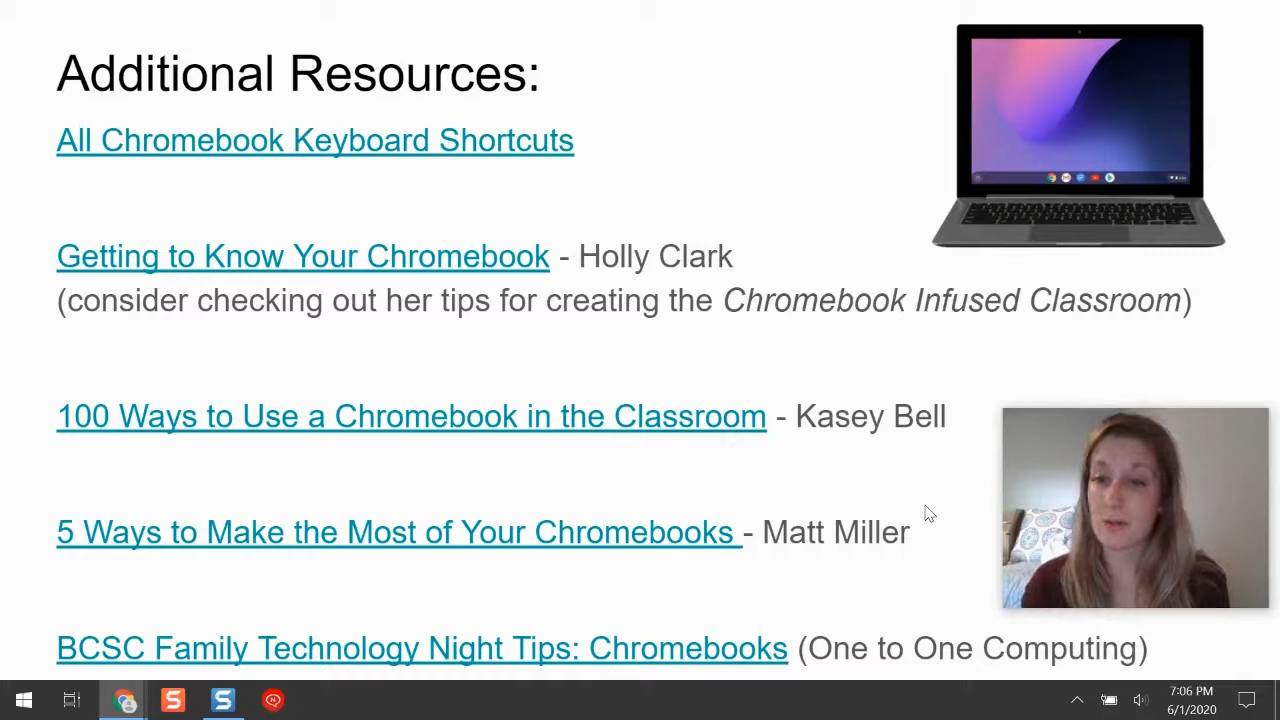 Additional Resources:
All Chromebook Keyboard Shortcuts
Getting to Know Your Chromebook - Holly Clark
(consider checking out her tips for creating the Chromebook Infused Classroom)
100 Ways to Use a Chromebook in the Classroom - Kasey Bell
5 Ways to Make the Most of Your Chromebooks - Matt Miller
BCSC Family Technology Night Tips: Chromebooks (One to One Computing)
7:06 PM
6/1/2020